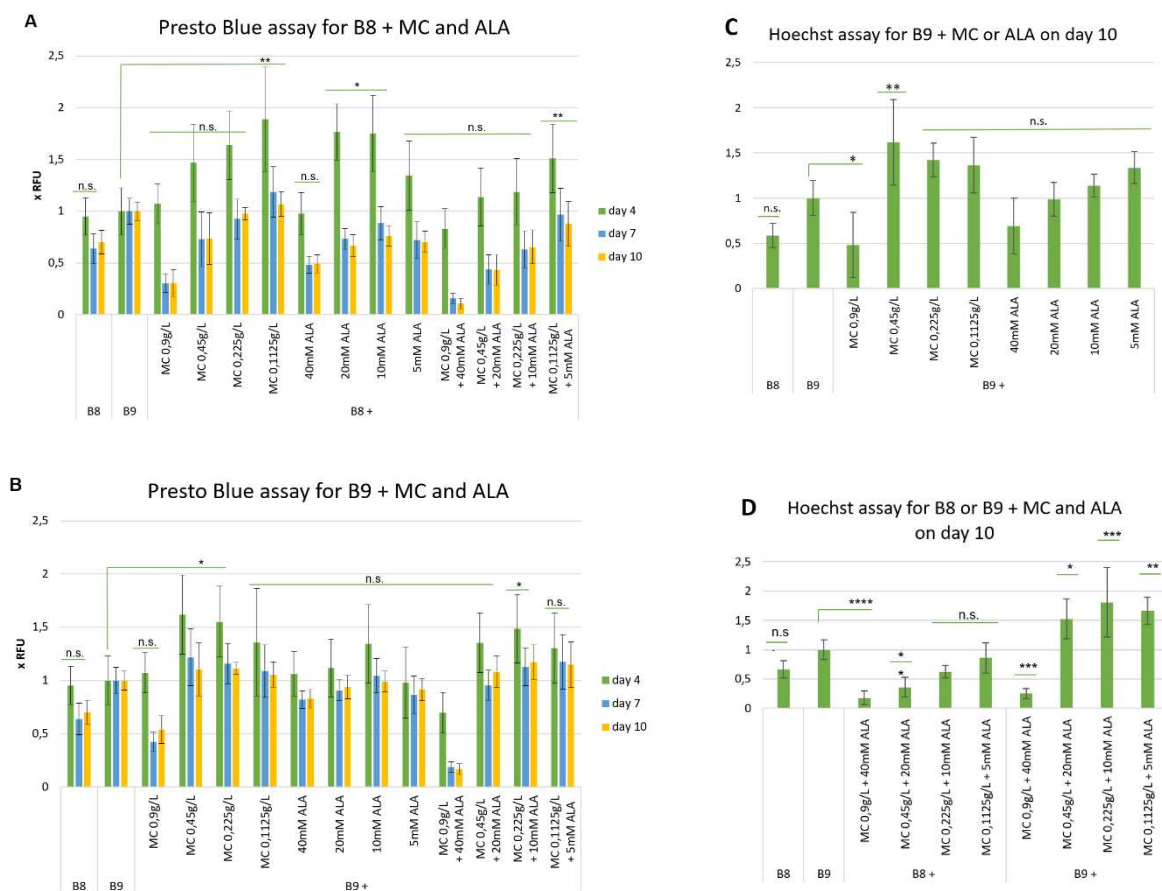 A
Presto Blue assay for B8 + MC and ALA
2,5
2
1,5
1
0,5
0
x RFU
n.s.
n.s.
**
n.s.
*
n.s.
**
day 4
day 7
day 10
MC 0,9g/L
MC 0,45g/L
MC 0,225g/L
MC 0,1125g/L
40mM ALA
20mM ALA
10mM ALA
5mM ALA
MC 0,9g/L
+ 40mM ALA
MC 0,45g/L
+ 20mM ALA
MC 0,225g/L
+ 10mM ALA
MC 0,1125g/L
+ 5mM ALA
B8
B9
B8 +
B
Presto Blue assay for B9 + MC and ALA
2,5
2
1,5
1
0,5
0
x RFU
n.s.
n.s.
*
n.s.
*
n.s.
day 4
day 7
day 10
MC 0,9g/L
MC 0,45g/L
MC 0,225g/L
MC 0,1125g/L
40mM ALA
20mM ALA
10mM ALA
5mM ALA
MC 0,9g/L
+ 40mM ALA
MC 0,45g/L
+ 20mM ALA
MC 0,225g/L
+ 10mM ALA
MC 0,1125g/L
+ 5mM ALA
B8
B9
B9 +
C
Hoechst assay for B9 + MC or ALA on day 10
2,5
2
1,5
1
0,5
0
n.s.
*
**
n.s.
MC 0,9g/L
MC 0,45g/L
MC 0,225g/L
MC 0,1125g/L
40mM ALA
20mM ALA
10mM ALA
5mM ALA
B8
B9
B9 +
D
Hoechst assay for B8 or B9 + MC and ALA
on day 10
2,5
2
1,5
1
0,5
0
n.s
****
*
*
n.s.
***
*
***
**
MC 0,9g/L + 40mM ALA
MC 0,45g/L + 20mM ALA
MC 0,225g/L + 10mM ALA
MC 0,1125g/L + 5mM ALA
MC 0,9g/L + 40mM ALA
MC 0,45g/L + 20mM ALA
MC 0,225g/L + 10mM ALA
MC 0,1125g/L + 5mM ALA
B8
B9
B8 +
B9 +